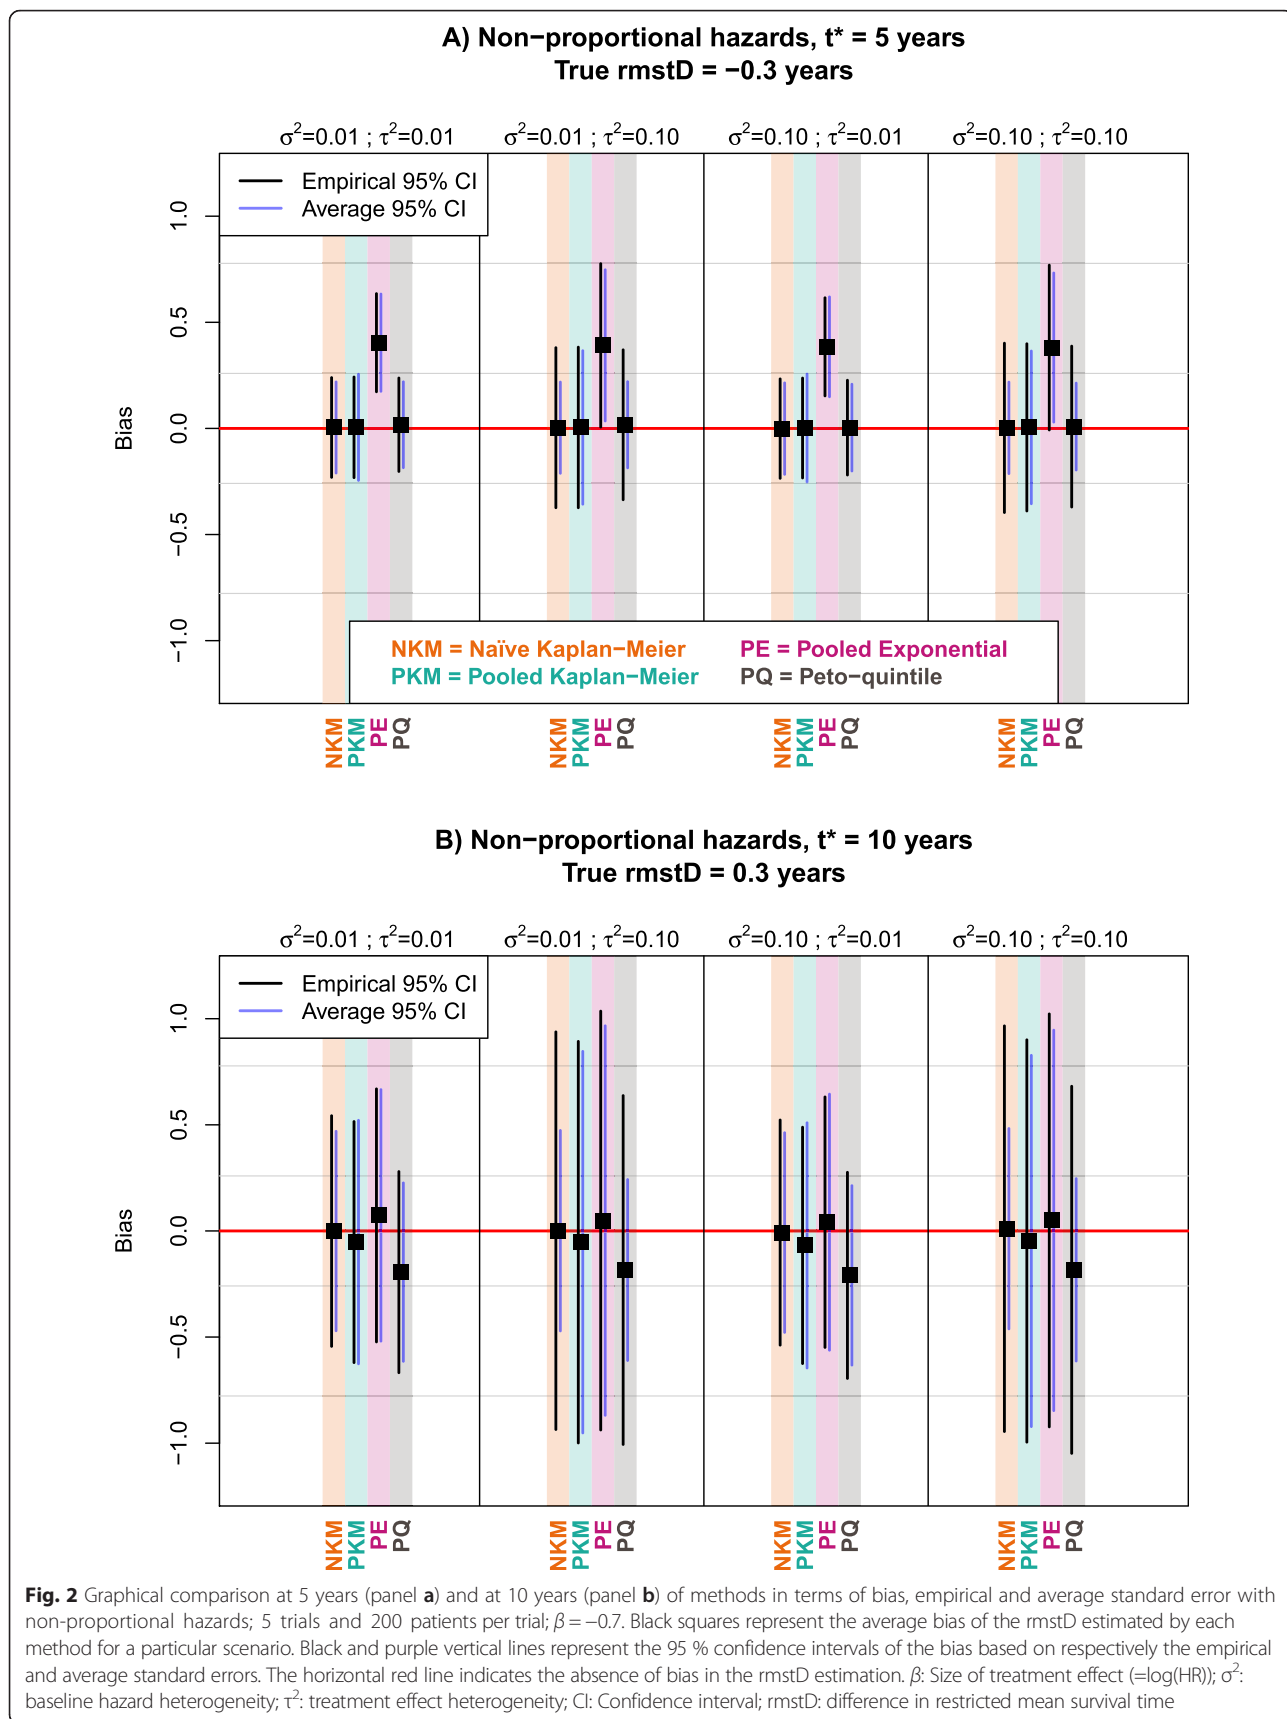 A) Non−proportional hazards, t* = 5 years
True rmstD = −0.3 years
σ²=0.01 ; τ²=0.01
σ²=0.01 ; τ²=0.10
σ²=0.10 ; τ²=0.01
σ²=0.10 ; τ²=0.10
Empirical 95% CI
Average 95% CI
Bias
1.0
0.5
0.0
−0.5
−1.0
NKM = Naïve Kaplan−Meier
PKM = Pooled Kaplan−Meier
PE = Pooled Exponential
PQ = Peto−quintile
NKM
PKM
PE
PQ
NKM
PKM
PE
PQ
NKM
PKM
PE
PQ
NKM
PKM
PE
PQ
B) Non−proportional hazards, t* = 10 years
True rmstD = 0.3 years
σ²=0.01 ; τ²=0.01
σ²=0.01 ; τ²=0.10
σ²=0.10 ; τ²=0.01
σ²=0.10 ; τ²=0.10
Empirical 95% CI
Average 95% CI
Bias
1.0
0.5
0.0
−0.5
−1.0
NKM
PKM
PE
PQ
NKM
PKM
PE
PQ
NKM
PKM
PE
PQ
NKM
PKM
PE
PQ
Fig. 2 Graphical comparison at 5 years (panel a) and at 10 years (panel b) of methods in terms of bias, empirical and average standard error with
non-proportional hazards; 5 trials and 200 patients per trial; β = −0.7. Black squares represent the average bias of the rmstD estimated by each
method for a particular scenario. Black and purple vertical lines represent the 95 % confidence intervals of the bias based on respectively the empirical
and average standard errors. The horizontal red line indicates the absence of bias in the rmstD estimation. β: Size of treatment effect (=log(HR)); σ²:
baseline hazard heterogeneity; τ²: treatment effect heterogeneity; CI: Confidence interval; rmstD: difference in restricted mean survival time